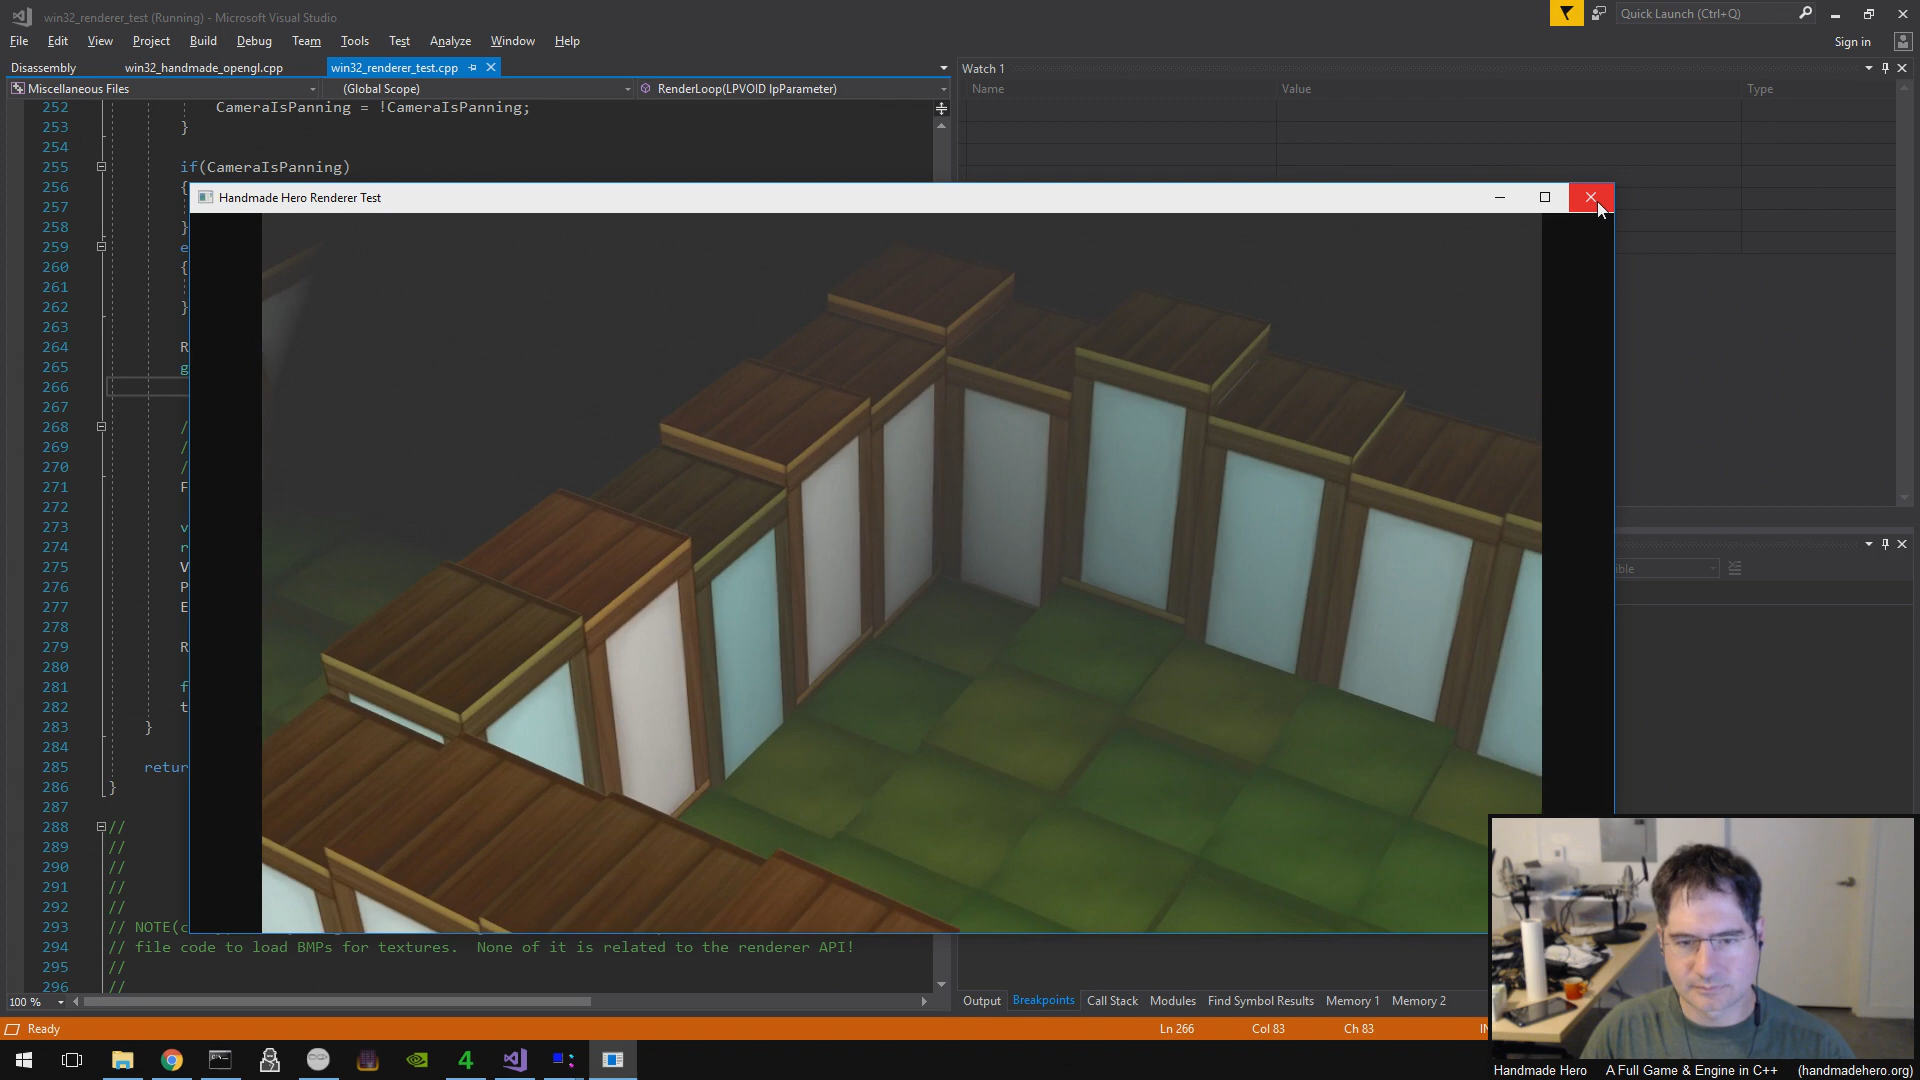 win32_renderer_test (Running) - Microsoft Visual Studio
Quick Launch (Ctrl+Q)
File Edit View Project Build Debug Team Tools Test Analyze Window Help
Sign in
Disassembly win32_handmade_opengl.cpp win32_renderer_test.cpp
Watch 1
Miscellaneous Files (Global Scope) RenderLoop(LPVOID lpParameter)
Name Value Type
252 CameraIsPanning = !CameraIsPanning;
253 }
254
255 if(CameraIsPanning)
256 {
Handmade Hero Renderer Test
257
258 }
259 e
260 {
261
262 }
263
264 R
265 g
266
267
268 /
269 /
270 /
271 F
272
273 v
274 r
275 V
276 P
277 E
278
279 R
280
281 f
282 t
283 }
284
285 retur
286 }
287
288 //
289 //
290 //
291 //
292 //
293 // NOTE(c
294 // file code to load BMPs for textures. None of it is related to the renderer API!
295 //
296 //
100 %
Output Breakpoints Call Stack Modules Find Symbol Results Memory 1 Memory 2
Ready Ln 266 Col 83 Ch 83
4
Handmade Hero A Full Game & Engine in C++ (handmadehero.org)